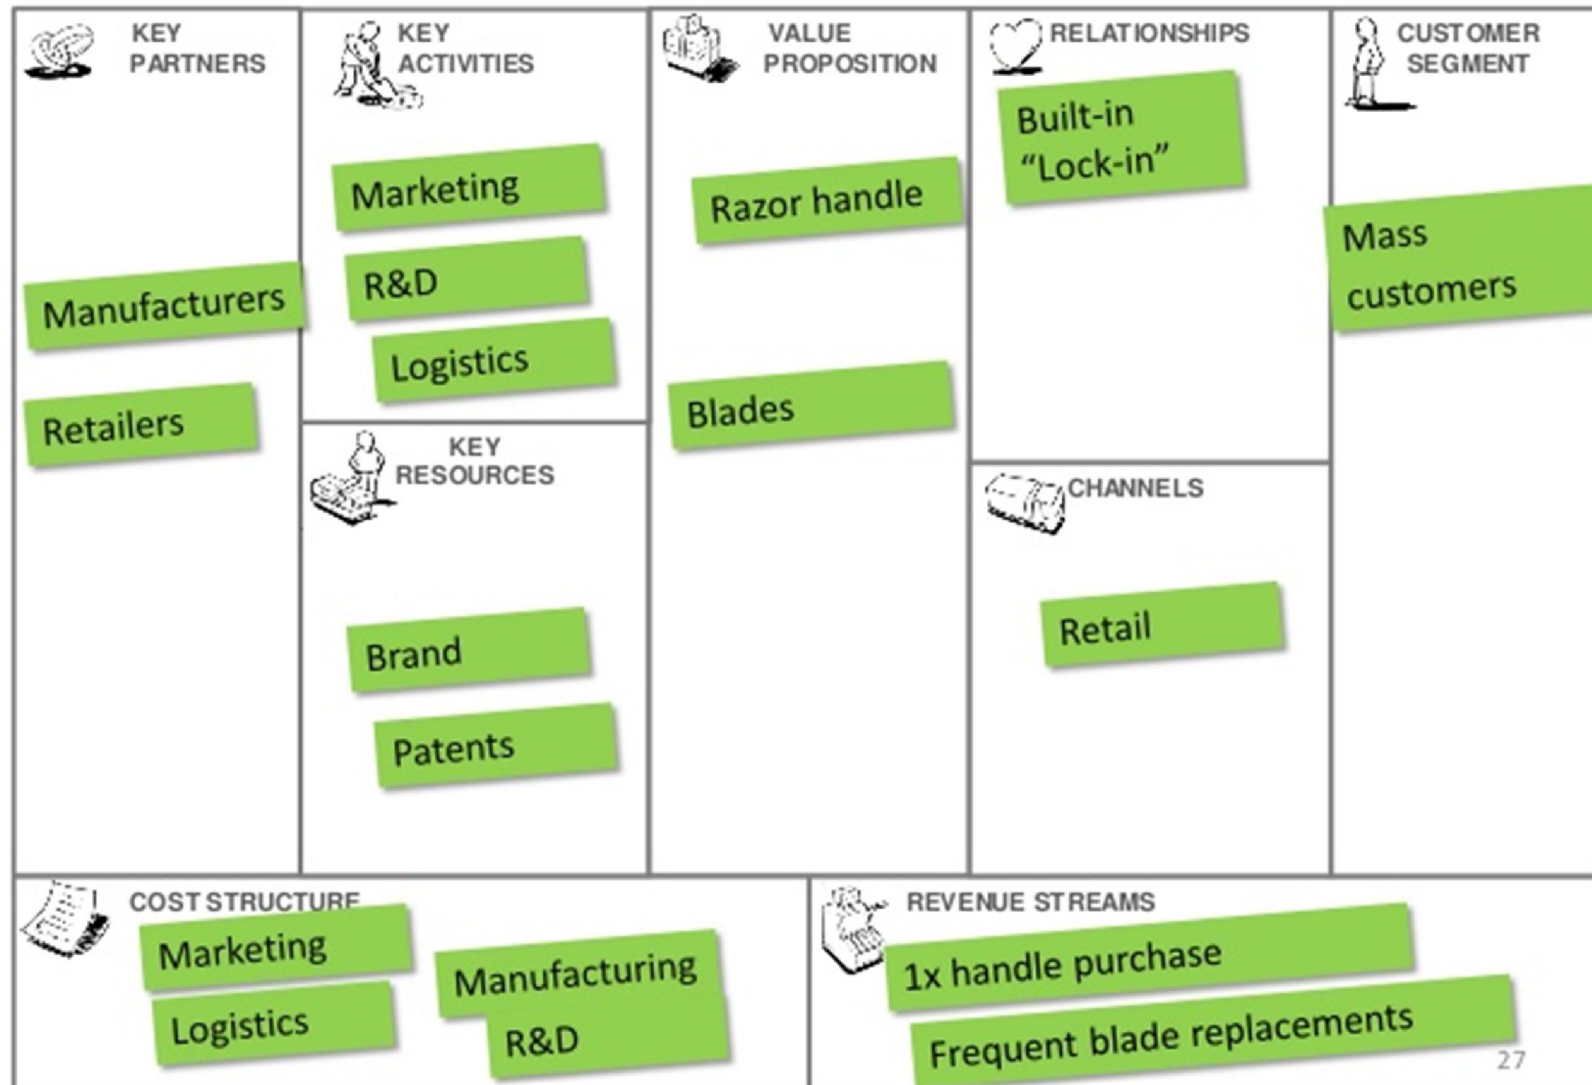 KEY
PARTNERS
Manufacturers
Retailers
KEY
ACTIVITIES
Marketing
R&D
Logistics
KEY
RESOURCES
Brand
Patents
VALUE
PROPOSITION
Razor handle
Blades
RELATIONSHIPS
Built-in
“Lock-in”
CHANNELS
Retail
CUSTOMER
SEGMENT
Mass
customers
COST STRUCTURE
Marketing
Logistics
Manufacturing
R&D
REVENUE STREAMS
1x handle purchase
Frequent blade replacements
27